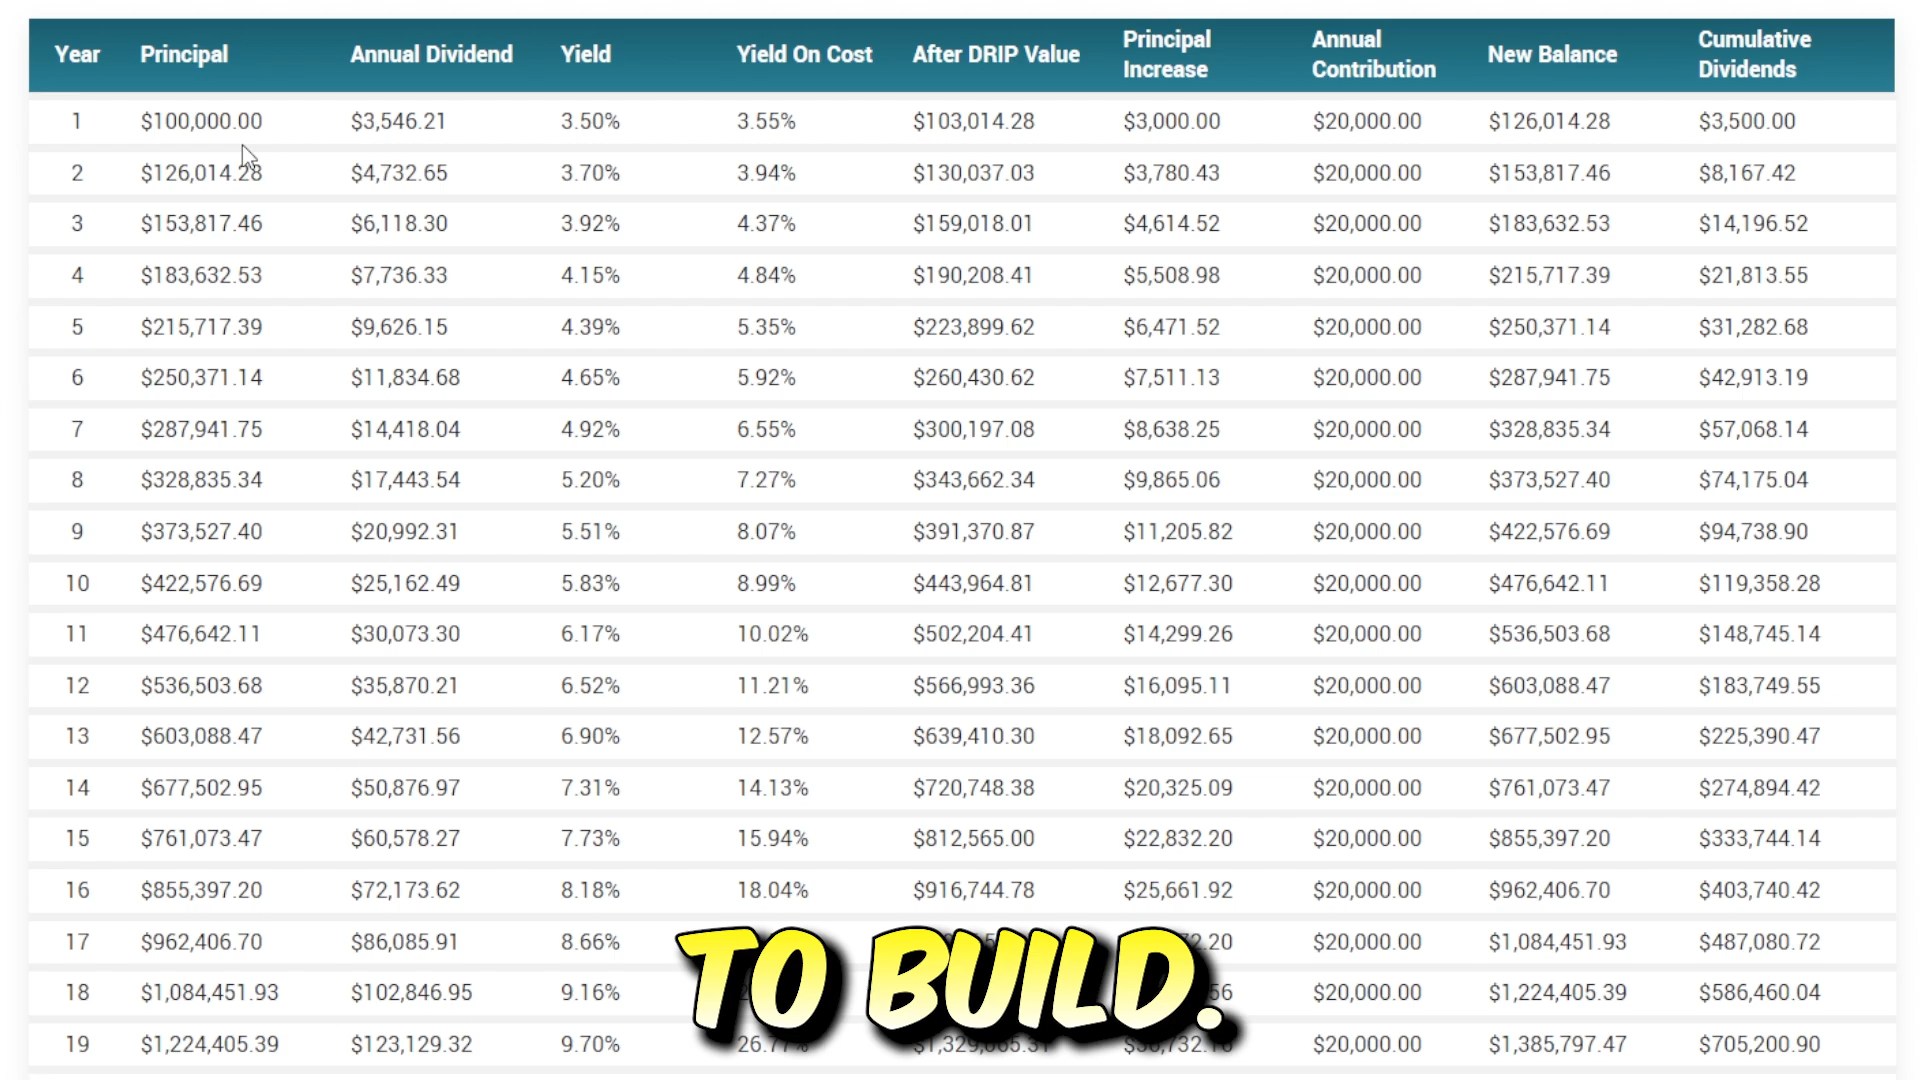 Year Principal Annual Dividend Yield Yield On Cost After DRIP Value Principal Increase Annual Contribution New Balance Cumulative Dividends
1 $100,000.00 $3,546.21 3.50% 3.55% $103,014.28 $3,000.00 $20,000.00 $126,014.28 $3,500.00
2 $126,014.28 $4,732.65 3.70% 3.94% $130,037.03 $3,780.43 $20,000.00 $153,817.46 $8,167.42
3 $153,817.46 $6,118.30 3.92% 4.37% $159,018.01 $4,614.52 $20,000.00 $183,632.53 $14,196.52
4 $183,632.53 $7,736.33 4.15% 4.84% $190,208.41 $5,508.98 $20,000.00 $215,717.39 $21,813.55
5 $215,717.39 $9,626.15 4.39% 5.35% $223,899.62 $6,471.52 $20,000.00 $250,371.14 $31,282.68
6 $250,371.14 $11,834.68 4.65% 5.92% $260,430.62 $7,511.13 $20,000.00 $287,941.75 $42,913.19
7 $287,941.75 $14,418.04 4.92% 6.55% $300,197.08 $8,638.25 $20,000.00 $328,835.34 $57,068.14
8 $328,835.34 $17,443.54 5.20% 7.27% $343,662.34 $9,865.06 $20,000.00 $373,527.40 $74,175.04
9 $373,527.40 $20,992.31 5.51% 8.07% $391,370.87 $11,205.82 $20,000.00 $422,576.69 $94,738.90
10 $422,576.69 $25,162.49 5.83% 8.99% $443,964.81 $12,677.30 $20,000.00 $476,642.11 $119,358.28
11 $476,642.11 $30,073.30 6.17% 10.02% $502,204.41 $14,299.26 $20,000.00 $536,503.68 $148,745.14
12 $536,503.68 $35,870.21 6.52% 11.21% $566,993.36 $16,095.11 $20,000.00 $603,088.47 $183,749.55
13 $603,088.47 $42,731.56 6.90% 12.57% $639,410.30 $18,092.65 $20,000.00 $677,502.95 $225,390.47
14 $677,502.95 $50,876.97 7.31% 14.13% $720,748.38 $20,325.09 $20,000.00 $761,073.47 $274,894.42
15 $761,073.47 $60,578.27 7.73% 15.94% $812,565.00 $22,832.20 $20,000.00 $855,397.20 $333,744.14
16 $855,397.20 $72,173.62 8.18% 18.04% $916,744.78 $25,661.92 $20,000.00 $962,406.70 $403,740.42
17 $962,406.70 $86,085.91 8.66% $20,000.00 $1,084,451.93 $487,080.72
18 $1,084,451.93 $102,846.95 9.16% $20,000.00 $1,224,405.39 $586,460.04
19 $1,224,405.39 $123,129.32 9.70% $20,000.00 $1,385,797.47 $705,200.90
TO BUILD.